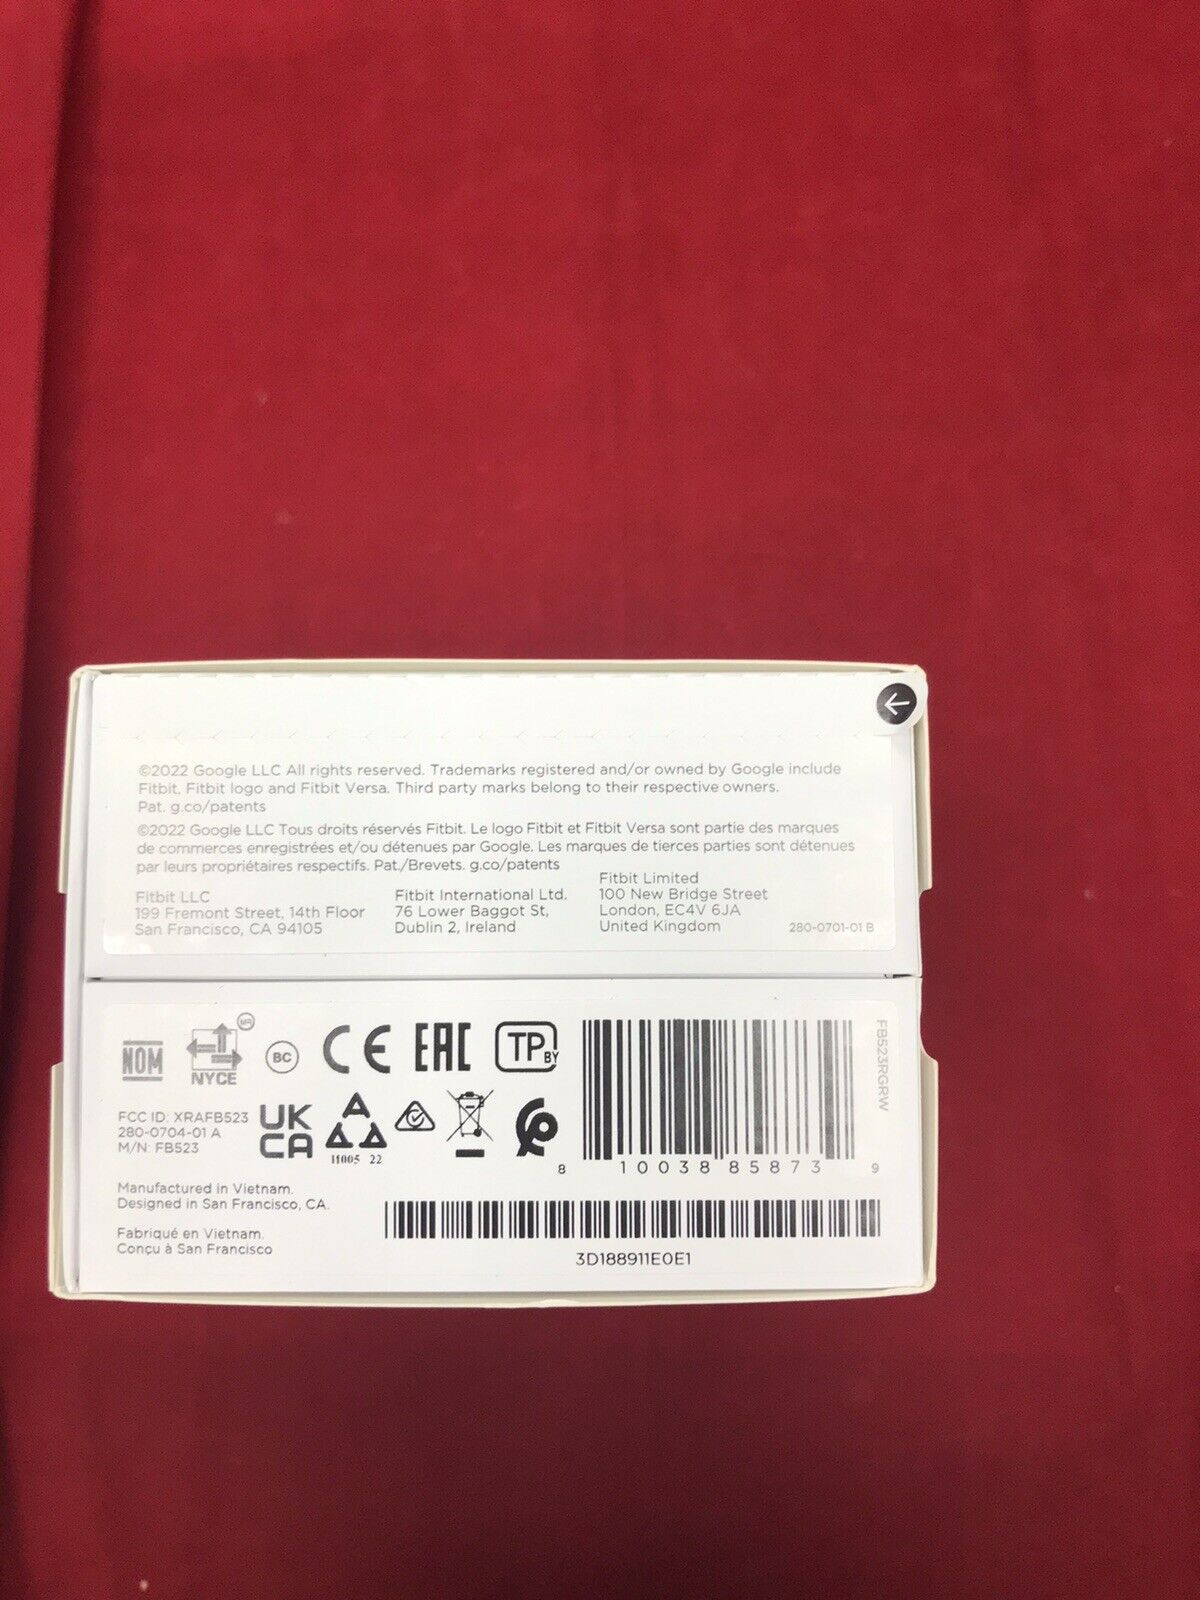 ©2022 Google LLC All rights reserved. Trademarks registered and/or owned by Google include
Fitbit, Fitbit logo and Fitbit Versa. Third party marks belong to their respective owners.
Pat. g.co/patents
©2022 Google LLC Tous droits réservés Fitbit. Le logo Fitbit et Fitbit Versa sont partie des marques
de commerces enregistrées et/ou détenues par Google. Les marques de tierces parties sont détenues
par leurs propriétaires respectifs. Pat./Brevets. g.co/patents
Fitbit LLC
199 Fremont Street, 14th Floor
San Francisco, CA 94105
Fitbit International Ltd.
76 Lower Baggot St,
Dublin 2, Ireland
Fitbit Limited
100 New Bridge Street
London, EC4V 6JA
United Kingdom
280-0701-01 B
NOM
NYCE
MR
BC
CE
EAC
TP BY
FCC ID: XRAFB523
280-0704-01 A
M/N: FB523
UK
CA
11005 22
Manufactured in Vietnam.
Designed in San Francisco, CA.
Fabriqué en Vietnam.
Conçu à San Francisco
8 10038 85873 9
FB523RGRW
3D188911E0E1